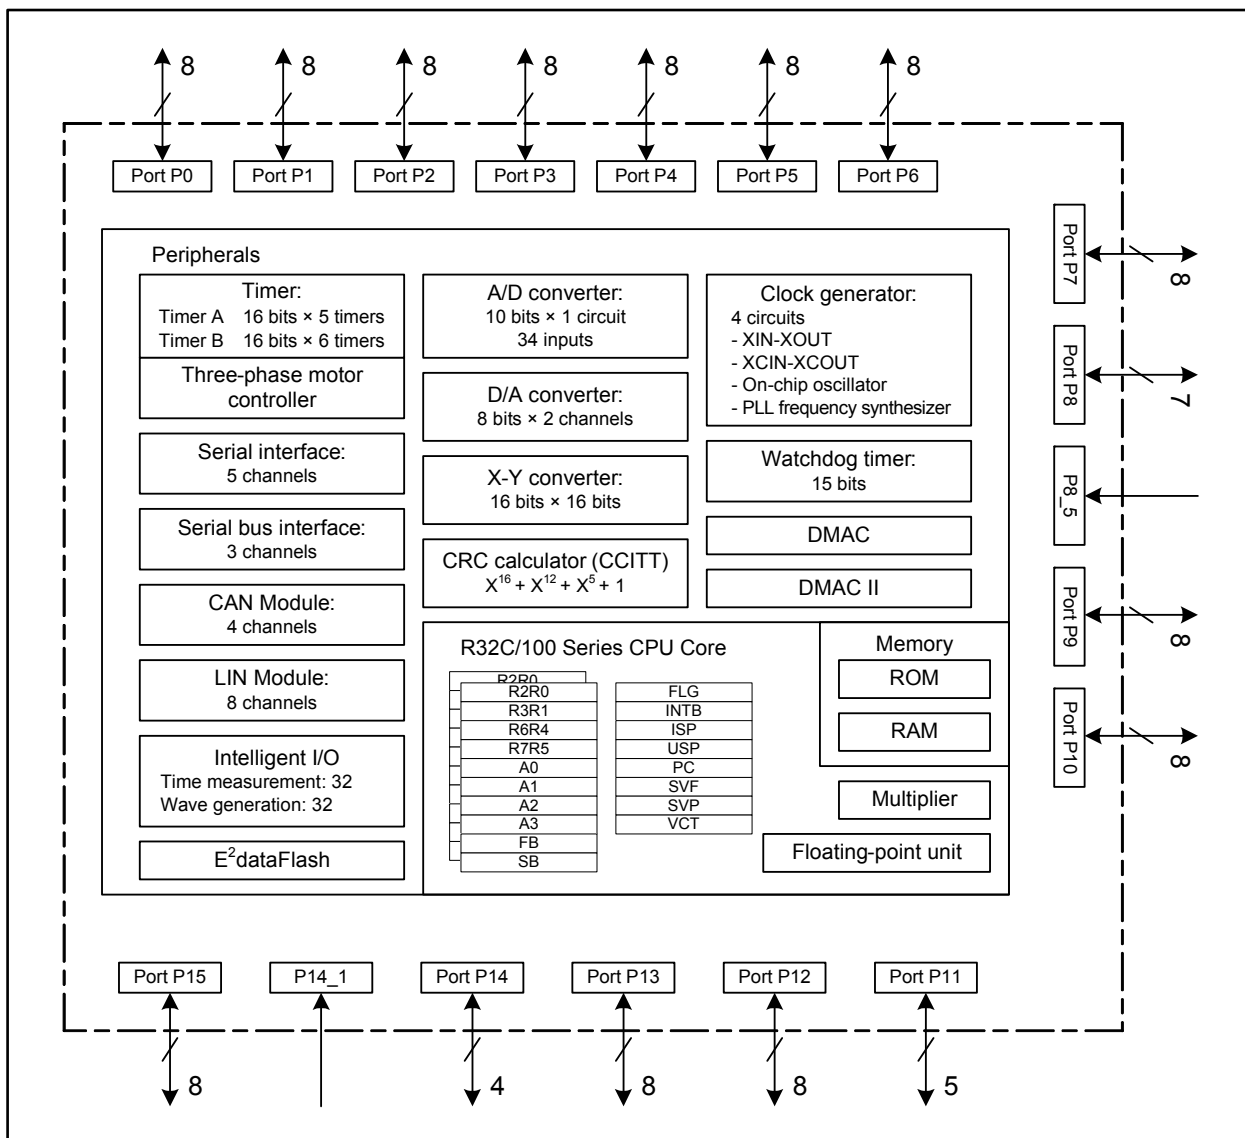 8 8 8 8 8 8 8
Port P0 Port P1 Port P2 Port P3 Port P4 Port P5 Port P6
Port P7
8
Port P8
7
P8_5
Port P9
8
Port P10
8
Peripherals
Timer:
Timer A 16 bits × 5 timers
Timer B 16 bits × 6 timers
Three-phase motor
controller
Serial interface:
5 channels
Serial bus interface:
3 channels
CAN Module:
4 channels
LIN Module:
8 channels
Intelligent I/O
Time measurement: 32
Wave generation: 32
E²dataFlash
A/D converter:
10 bits × 1 circuit
34 inputs
D/A converter:
8 bits × 2 channels
X-Y converter:
16 bits × 16 bits
CRC calculator (CCITT)
X¹⁶ + X¹² + X⁵ + 1
Clock generator:
4 circuits
- XIN-XOUT
- XCIN-XCOUT
- On-chip oscillator
- PLL frequency synthesizer
Watchdog timer:
15 bits
DMAC
DMAC II
R32C/100 Series CPU Core
R2R0
R2R0
R3R1
R6R4
R7R5
A0
A1
A2
A3
FB
SB
FLG
INTB
ISP
USP
PC
SVF
SVP
VCT
Memory
ROM
RAM
Multiplier
Floating-point unit
Port P15 P14_1 Port P14 Port P13 Port P12 Port P11
8 4 8 8 5